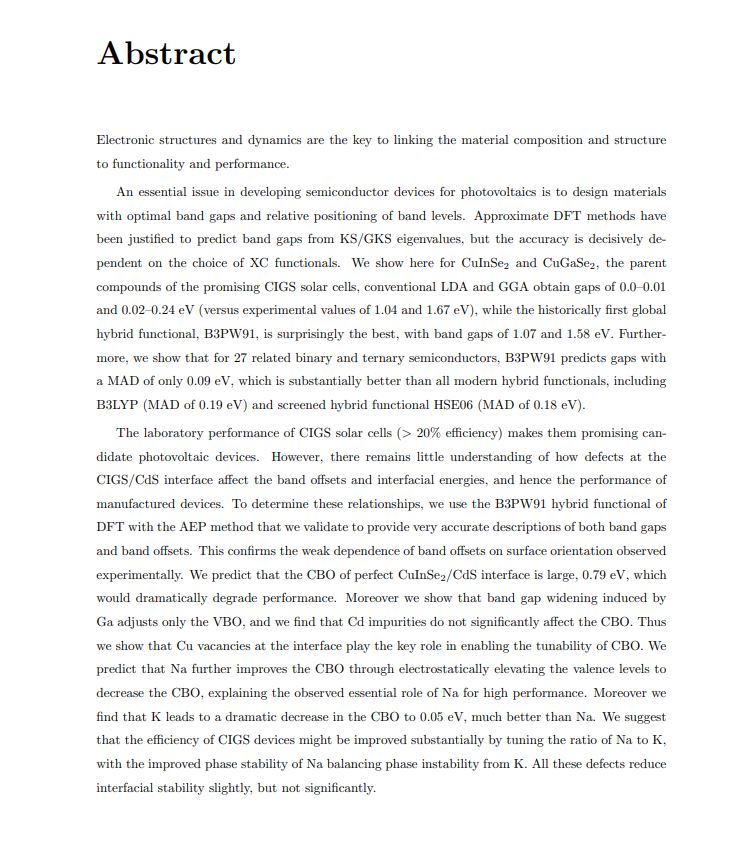 Abstract
Electronic structures and dynamics are the key to linking the material composition and structure
to functionality and performance.
An essential issue in developing semiconductor devices for photovoltaics is to design materials
with optimal band gaps and relative positioning of band levels. Approximate DFT methods have
been justified to predict band gaps from KS/GKS eigenvalues, but the accuracy is decisively de-
pendent on the choice of XC functionals. We show here for CuInSe₂ and CuGaSe₂, the parent
compounds of the promising CIGS solar cells, conventional LDA and GGA obtain gaps of 0.0–0.01
and 0.02–0.24 eV (versus experimental values of 1.04 and 1.67 eV), while the historically first global
hybrid functional, B3PW91, is surprisingly the best, with band gaps of 1.07 and 1.58 eV. Further-
more, we show that for 27 related binary and ternary semiconductors, B3PW91 predicts gaps with
a MAD of only 0.09 eV, which is substantially better than all modern hybrid functionals, including
B3LYP (MAD of 0.19 eV) and screened hybrid functional HSE06 (MAD of 0.18 eV).
The laboratory performance of CIGS solar cells (> 20% efficiency) makes them promising can-
didate photovoltaic devices. However, there remains little understanding of how defects at the
CIGS/CdS interface affect the band offsets and interfacial energies, and hence the performance of
manufactured devices. To determine these relationships, we use the B3PW91 hybrid functional of
DFT with the AEP method that we validate to provide very accurate descriptions of both band gaps
and band offsets. This confirms the weak dependence of band offsets on surface orientation observed
experimentally. We predict that the CBO of perfect CuInSe₂/CdS interface is large, 0.79 eV, which
would dramatically degrade performance. Moreover we show that band gap widening induced by
Ga adjusts only the VBO, and we find that Cd impurities do not significantly affect the CBO. Thus
we show that Cu vacancies at the interface play the key role in enabling the tunability of CBO. We
predict that Na further improves the CBO through electrostatically elevating the valence levels to
decrease the CBO, explaining the observed essential role of Na for high performance. Moreover we
find that K leads to a dramatic decrease in the CBO to 0.05 eV, much better than Na. We suggest
that the efficiency of CIGS devices might be improved substantially by tuning the ratio of Na to K,
with the improved phase stability of Na balancing phase instability from K. All these defects reduce
interfacial stability slightly, but not significantly.